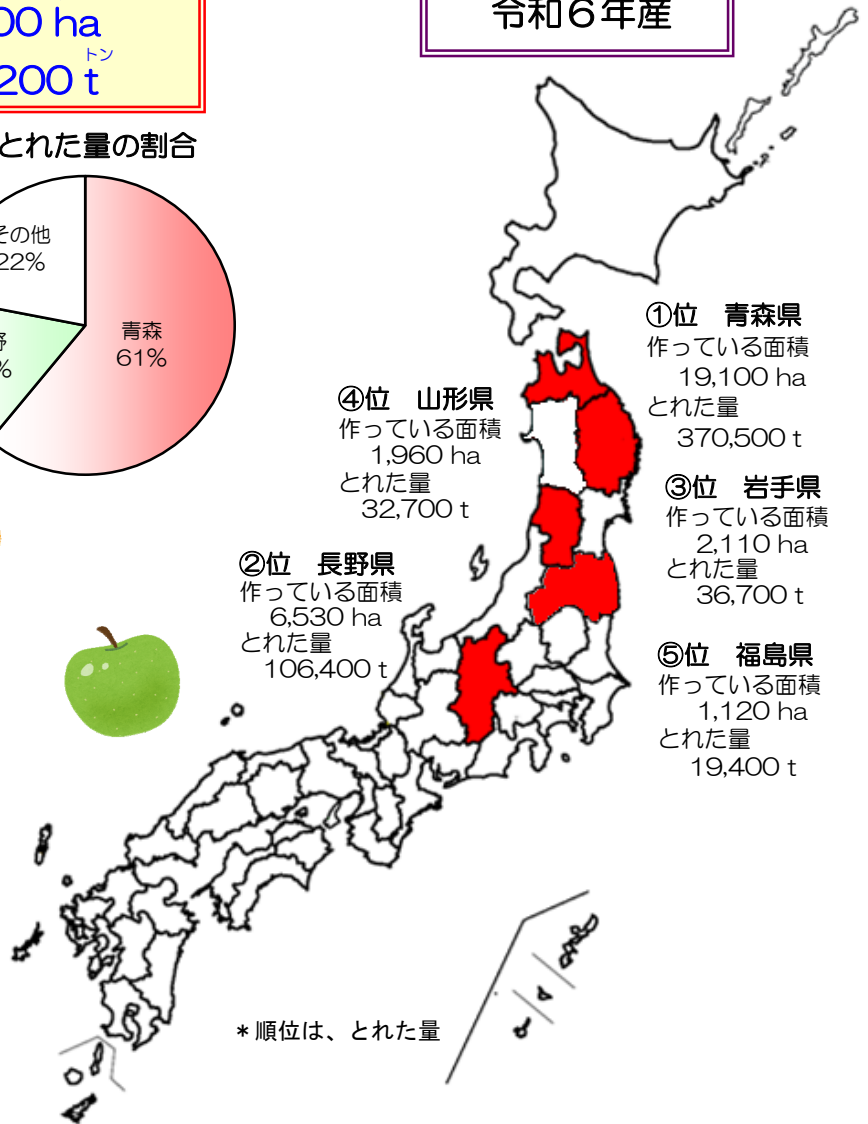 00 ha
トン
200 t
令和６年産
とれた量の割合
その他
22%
青森
61%
野
%
①位　青森県
作っている面積
19,100 ha
とれた量
370,500 t
④位　山形県
作っている面積
1,960 ha
とれた量
32,700 t
③位　岩手県
作っている面積
2,110 ha
とれた量
36,700 t
②位　長野県
作っている面積
6,530 ha
とれた量
106,400 t
⑤位　福島県
作っている面積
1,120 ha
とれた量
19,400 t
＊順位は、とれた量